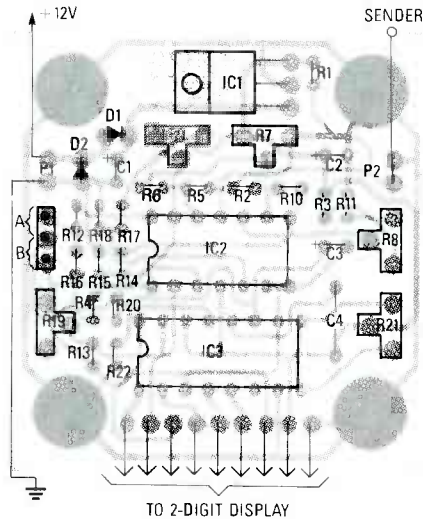 + 12V
SENDER
IC1
R1
D1
R7
D2
P1
C1
C2
P2
R6
R5
R2
R10
R3
R11
A
B
R12
R18
R17
IC2
R8
C3
R16
R15
R14
R4
R20
R19
C4
R21
R13
R22
IC3
TO 2-DIGIT DISPLAY